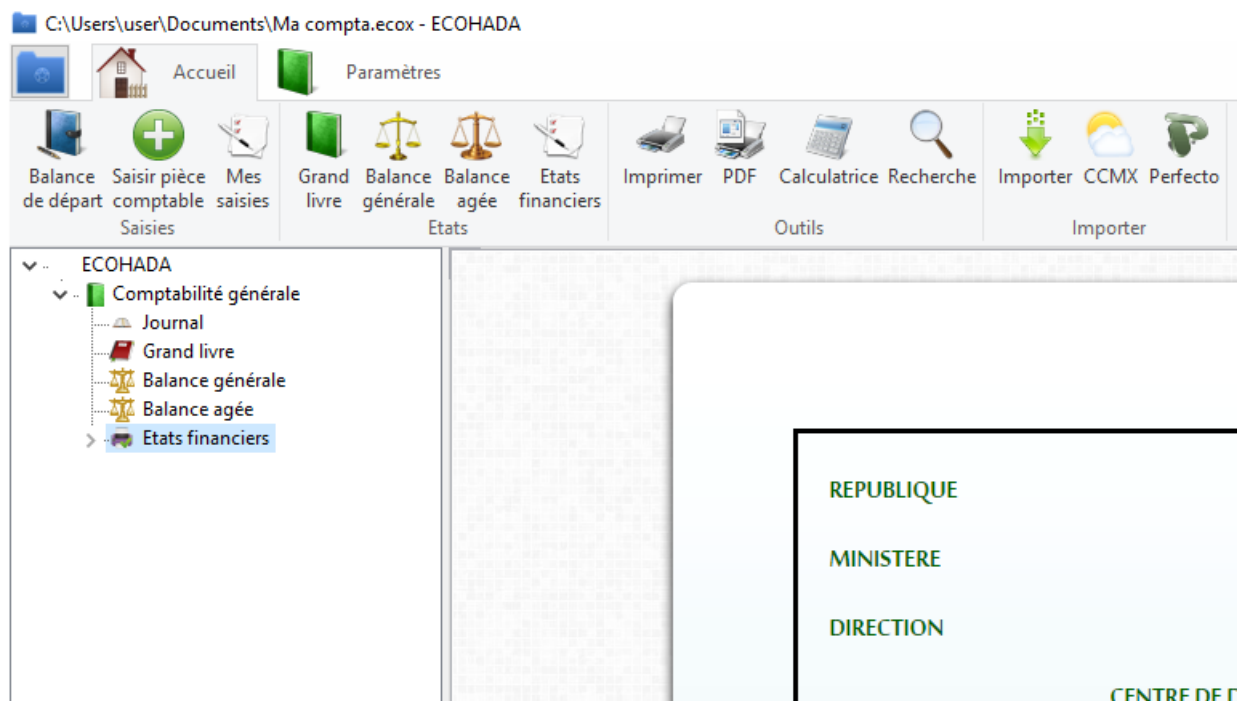 C:\Users\user\Documents\Ma compta.ecox - ECOHADA
Accueil
Paramètres
Balance de départ
Saisir pièce comptable
Mes saisies
Saisies
Grand livre
Balance générale
Balance agée
Etats financiers
Etats
Imprimer
PDF
Calculatrice
Recherche
Outils
Importer
CCMX
Perfecto
Importer
ECOHADA
Comptabilité générale
Journal
Grand livre
Balance générale
Balance agée
Etats financiers
REPUBLIQUE
MINISTERE
DIRECTION
CENTRE DE D